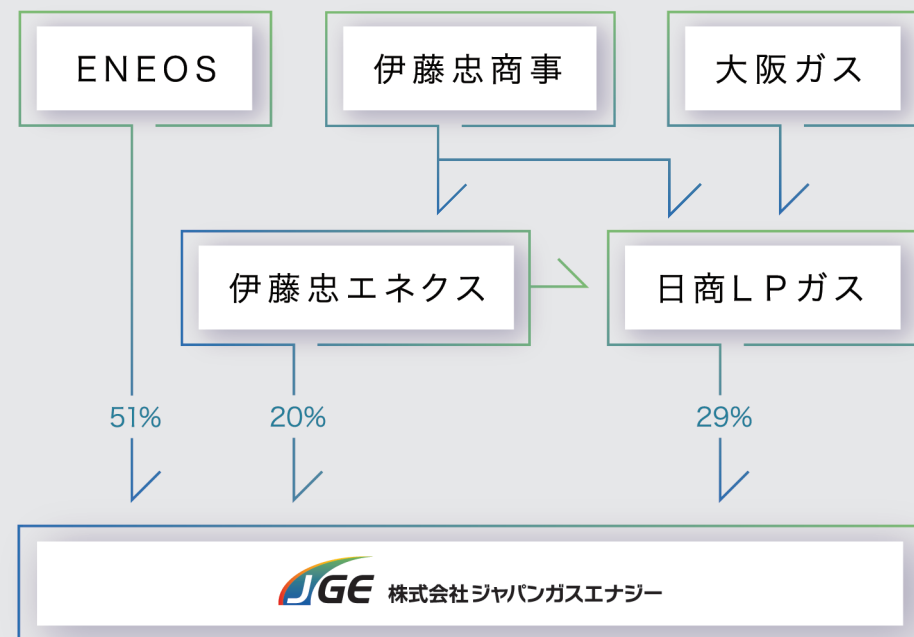 ENEOS
伊藤忠商事
大阪ガス
伊藤忠エネクス
日商LPガス
51%
20%
29%
JGE 株式会社ジャパンガスエナジー